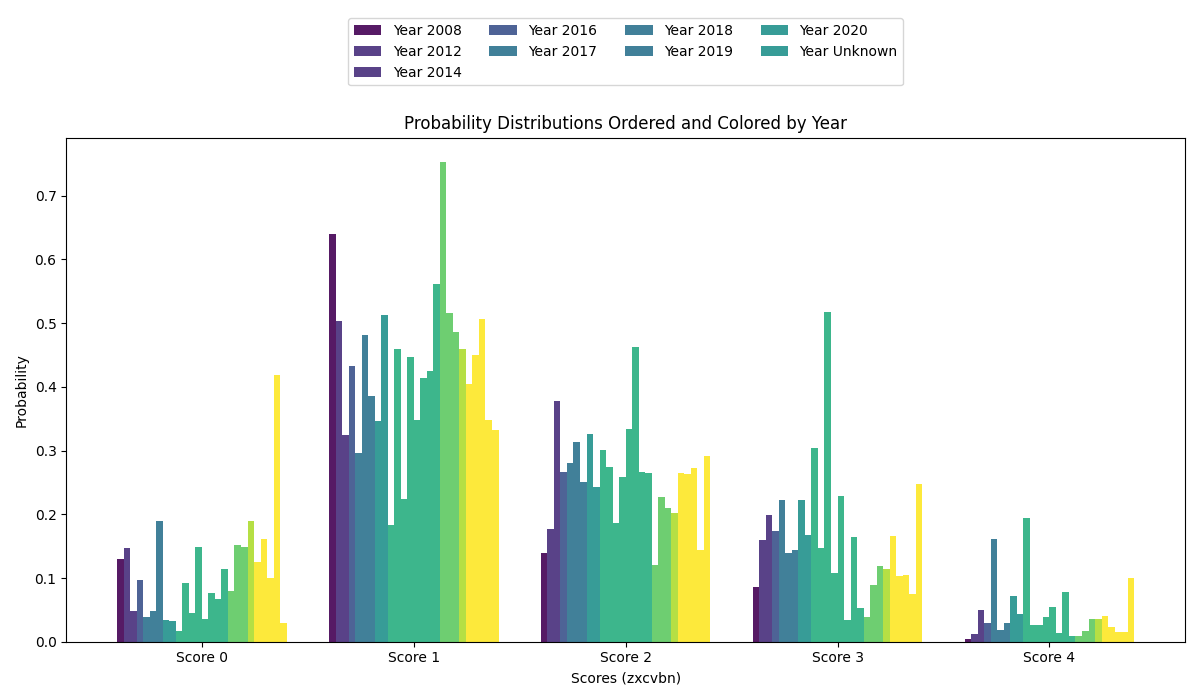 Year 2008 Year 2016 Year 2018 Year 2020
Year 2012 Year 2017 Year 2019 Year Unknown
Year 2014
Probability Distributions Ordered and Colored by Year
Probability
0.7
0.6
0.5
0.4
0.3
0.2
0.1
0.0
Score 0 Score 1 Score 2 Score 3 Score 4
Scores (zxcvbn)